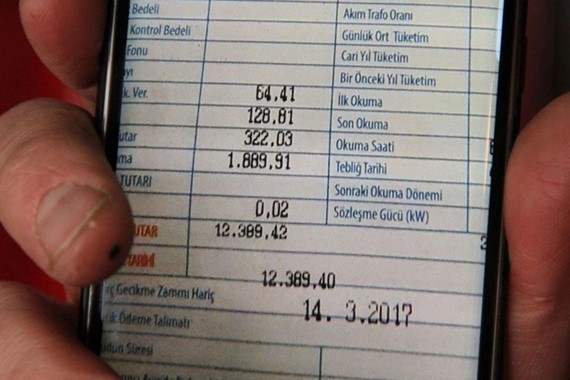 Bedeli
Akım Trafo Oranı
Kontrol Bedeli
Günlük Ort Tüketim
Fonu
Cari Yıl Tüketim
Bir Önceki Yıl Tüketim
Ver. 64,41
İlk Okuma
128,81
Son Okuma
322,03
Okuma Saati
1.889,91
Tebliğ Tarihi
TUTARI
Sonraki Okuma Dönemi
0,02
Sözleşme Gücü (kW)
12.389,42
12.389,40
Gecikme Zammı Hariç
14. 3.2017
Ödeme Talimatı
Süresi